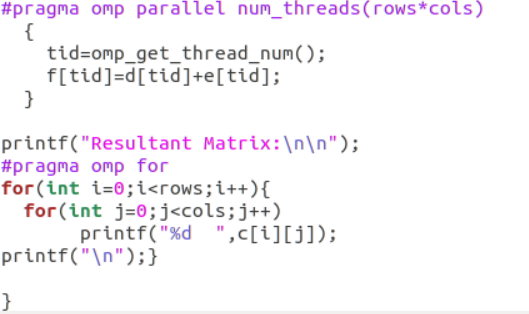 #pragma omp parallel num_threads(rows*cols)
  {
    tid=omp_get_thread_num();
    f[tid]=d[tid]+e[tid];
  }

printf("Resultant Matrix:\n\n");
#pragma omp for
for(int i=0;i<rows;i++){
  for(int j=0;j<cols;j++)
       printf("%d  ",c[i][j]);
printf("\n");}

}